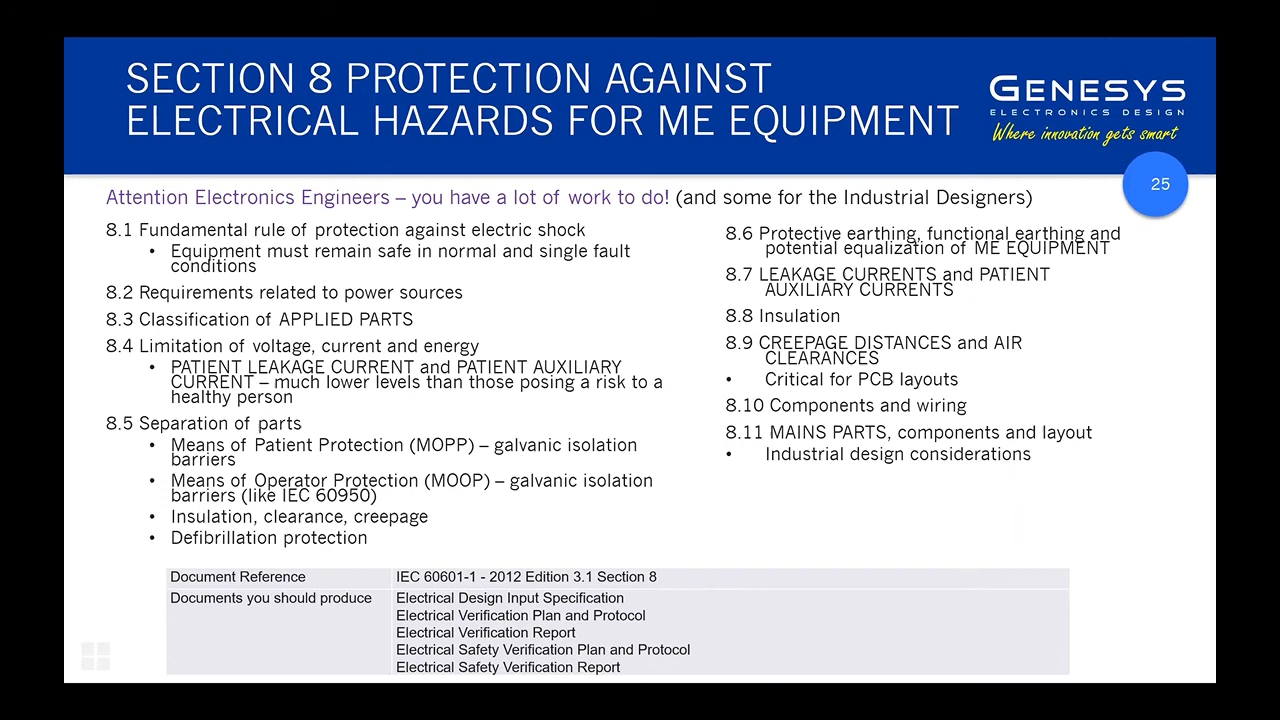 SECTION 8 PROTECTION AGAINST
ELECTRICAL HAZARDS FOR ME EQUIPMENT
GENESYS
ELECTRONICS DESIGN
Where innovation gets smart
25
Attention Electronics Engineers – you have a lot of work to do! (and some for the Industrial Designers)
8.1 Fundamental rule of protection against electric shock
• Equipment must remain safe in normal and single fault
conditions
8.2 Requirements related to power sources
8.3 Classification of APPLIED PARTS
8.4 Limitation of voltage, current and energy
• PATIENT LEAKAGE CURRENT and PATIENT AUXILIARY
CURRENT – much lower levels than those posing a risk to a
healthy person
8.5 Separation of parts
• Means of Patient Protection (MOPP) – galvanic isolation
barriers
• Means of Operator Protection (MOOP) – galvanic isolation
barriers (like IEC 60950)
• Insulation, clearance, creepage
• Defibrillation protection
8.6 Protective earthing, functional earthing and
potential equalization of ME EQUIPMENT
8.7 LEAKAGE CURRENTS and PATIENT
AUXILIARY CURRENTS
8.8 Insulation
8.9 CREEPAGE DISTANCES and AIR
CLEARANCES
• Critical for PCB layouts
8.10 Components and wiring
8.11 MAINS PARTS, components and layout
• Industrial design considerations
Document Reference IEC 60601-1 - 2012 Edition 3.1 Section 8
Documents you should produce Electrical Design Input Specification
Electrical Verification Plan and Protocol
Electrical Verification Report
Electrical Safety Verification Plan and Protocol
Electrical Safety Verification Report